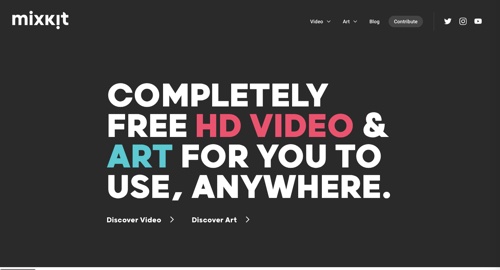 mixkit
Video Art Blog Contribute
COMPLETELY
FREE HD VIDEO &
ART FOR YOU TO
USE, ANYWHERE.
Discover Video Discover Art